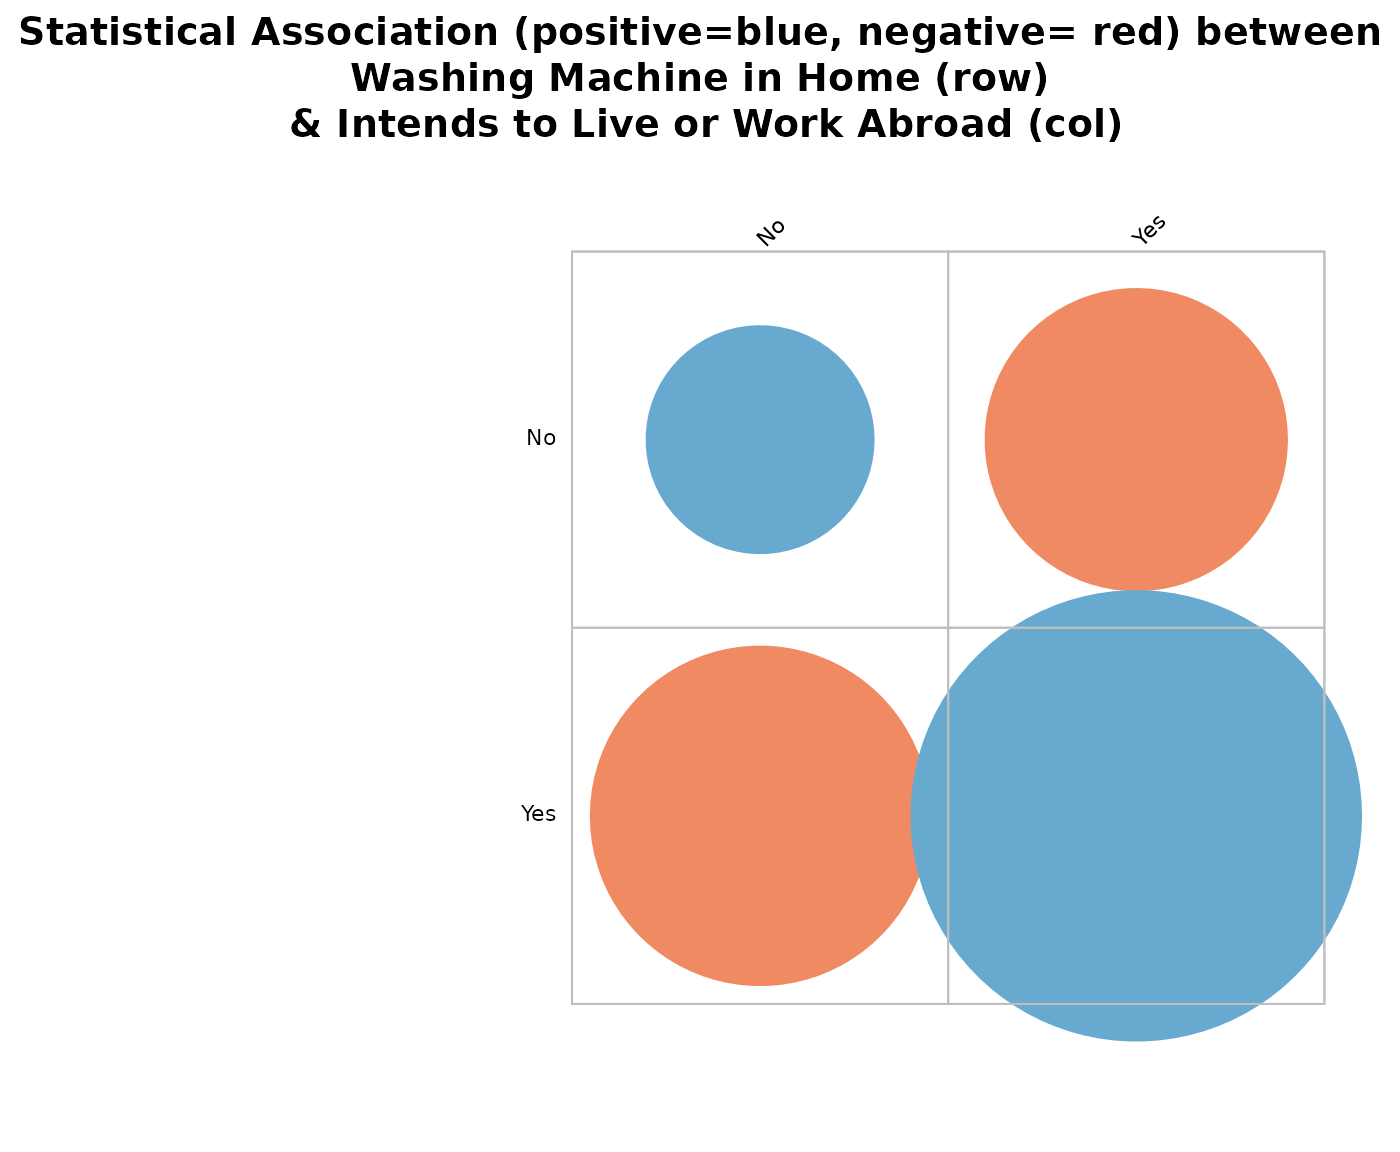 Statistical Association (positive=blue, negative= red) between
Washing Machine in Home (row)
& Intends to Live or Work Abroad (col)
No
Yes
No
Yes